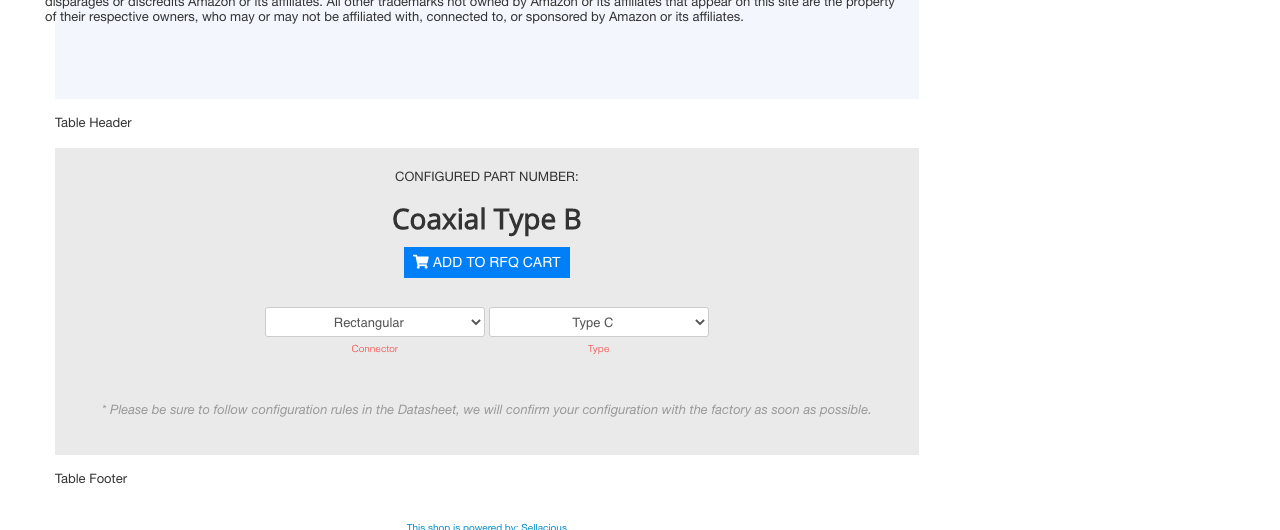 disparages or discredits Amazon or its affiliates. All other trademarks not owned by Amazon or its affiliates that appear on this site are the property
of their respective owners, who may or may not be affiliated with, connected to, or sponsored by Amazon or its affiliates.
Table Header
CONFIGURED PART NUMBER:
Coaxial Type B
ADD TO RFQ CART
Rectangular Type C
Connector Type
* Please be sure to follow configuration rules in the Datasheet, we will confirm your configuration with the factory as soon as possible.
Table Footer
This shop is powered by: Sellacious